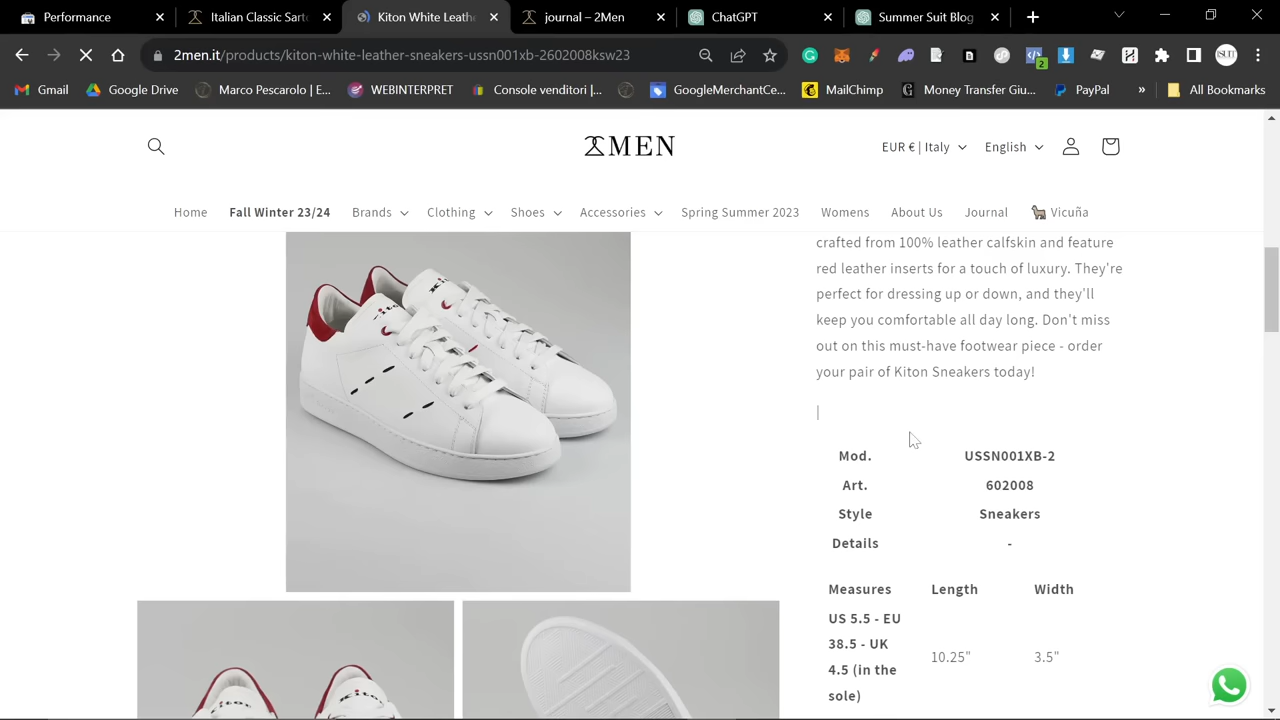 Performance
Italian Classic Sarto
Kiton White Leathe
journal – 2Men
ChatGPT
Summer Suit Blog
2men.it/products/kiton-white-leather-sneakers-ussn001xb-2602008ksw23
2
Gmail
Google Drive
Marco Pescarolo | E...
WEBINTERPRET
Console venditori |...
GoogleMerchantCe...
MailChimp
Money Transfer Giu...
PayPal
»
All Bookmarks
2MEN
EUR € | Italy
English
Home
Fall Winter 23/24
Brands
Clothing
Shoes
Accessories
Spring Summer 2023
Womens
About Us
Journal
Vicuña
crafted from 100% leather calfskin and feature
red leather inserts for a touch of luxury. They're
perfect for dressing up or down, and they'll
keep you comfortable all day long. Don't miss
out on this must-have footwear piece - order
your pair of Kiton Sneakers today!
Mod. USSN001XB-2
Art. 602008
Style Sneakers
Details -
Measures Length Width
US 5.5 - EU
38.5 - UK
4.5 (in the
sole)
10.25" 3.5"